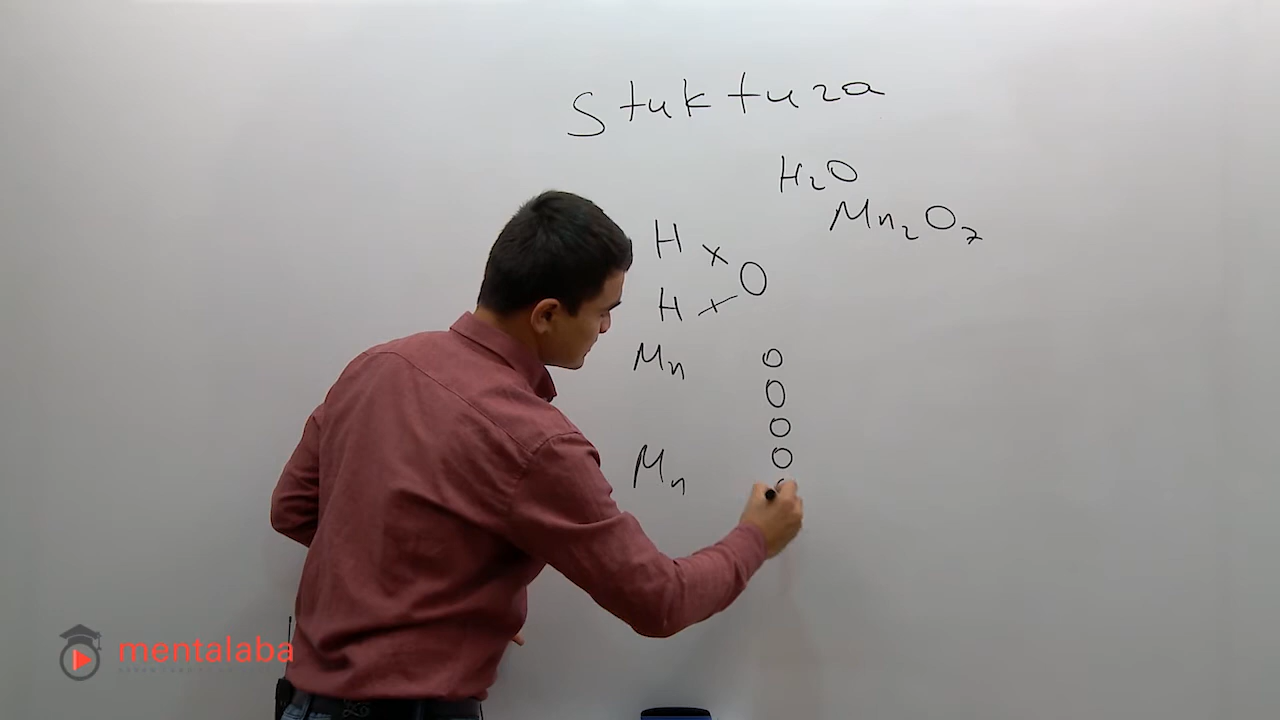 Stuktura
H₂O
Mn₂O₇
H
O
H
Mn O
O
O
Mn O
mentalaba